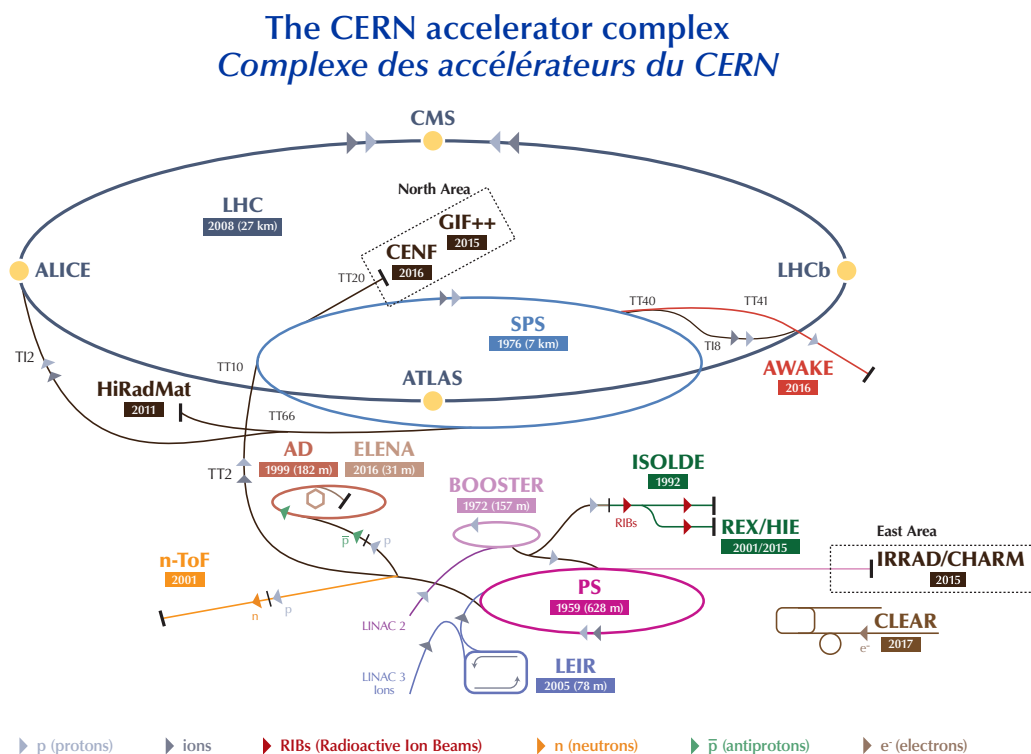 The CERN accelerator complex
Complexe des accélérateurs du CERN
CMS
North Area
LHC
2008 (27 km)
GIF++
2015
CENF
2016
ALICE
LHCb
TT20
TT40
TT41
SPS
1976 (7 km)
TI8
TI2
TT10
AWAKE
2016
HiRadMat
2011
ATLAS
TT66
AD
1999 (182 m)
ELENA
2016 (31 m)
TT2
ISOLDE
1992
BOOSTER
1972 (157 m)
RIBs
REX/HIE
2001/2015
East Area
p̅
p
n-ToF
2001
IRRAD/CHARM
2015
PS
1959 (628 m)
n
p
LINAC 2
CLEAR
2017
e-
LINAC 3
Ions
LEIR
2005 (78 m)
p (protons)
ions
RIBs (Radioactive Ion Beams)
n (neutrons)
p̅ (antiprotons)
e- (electrons)